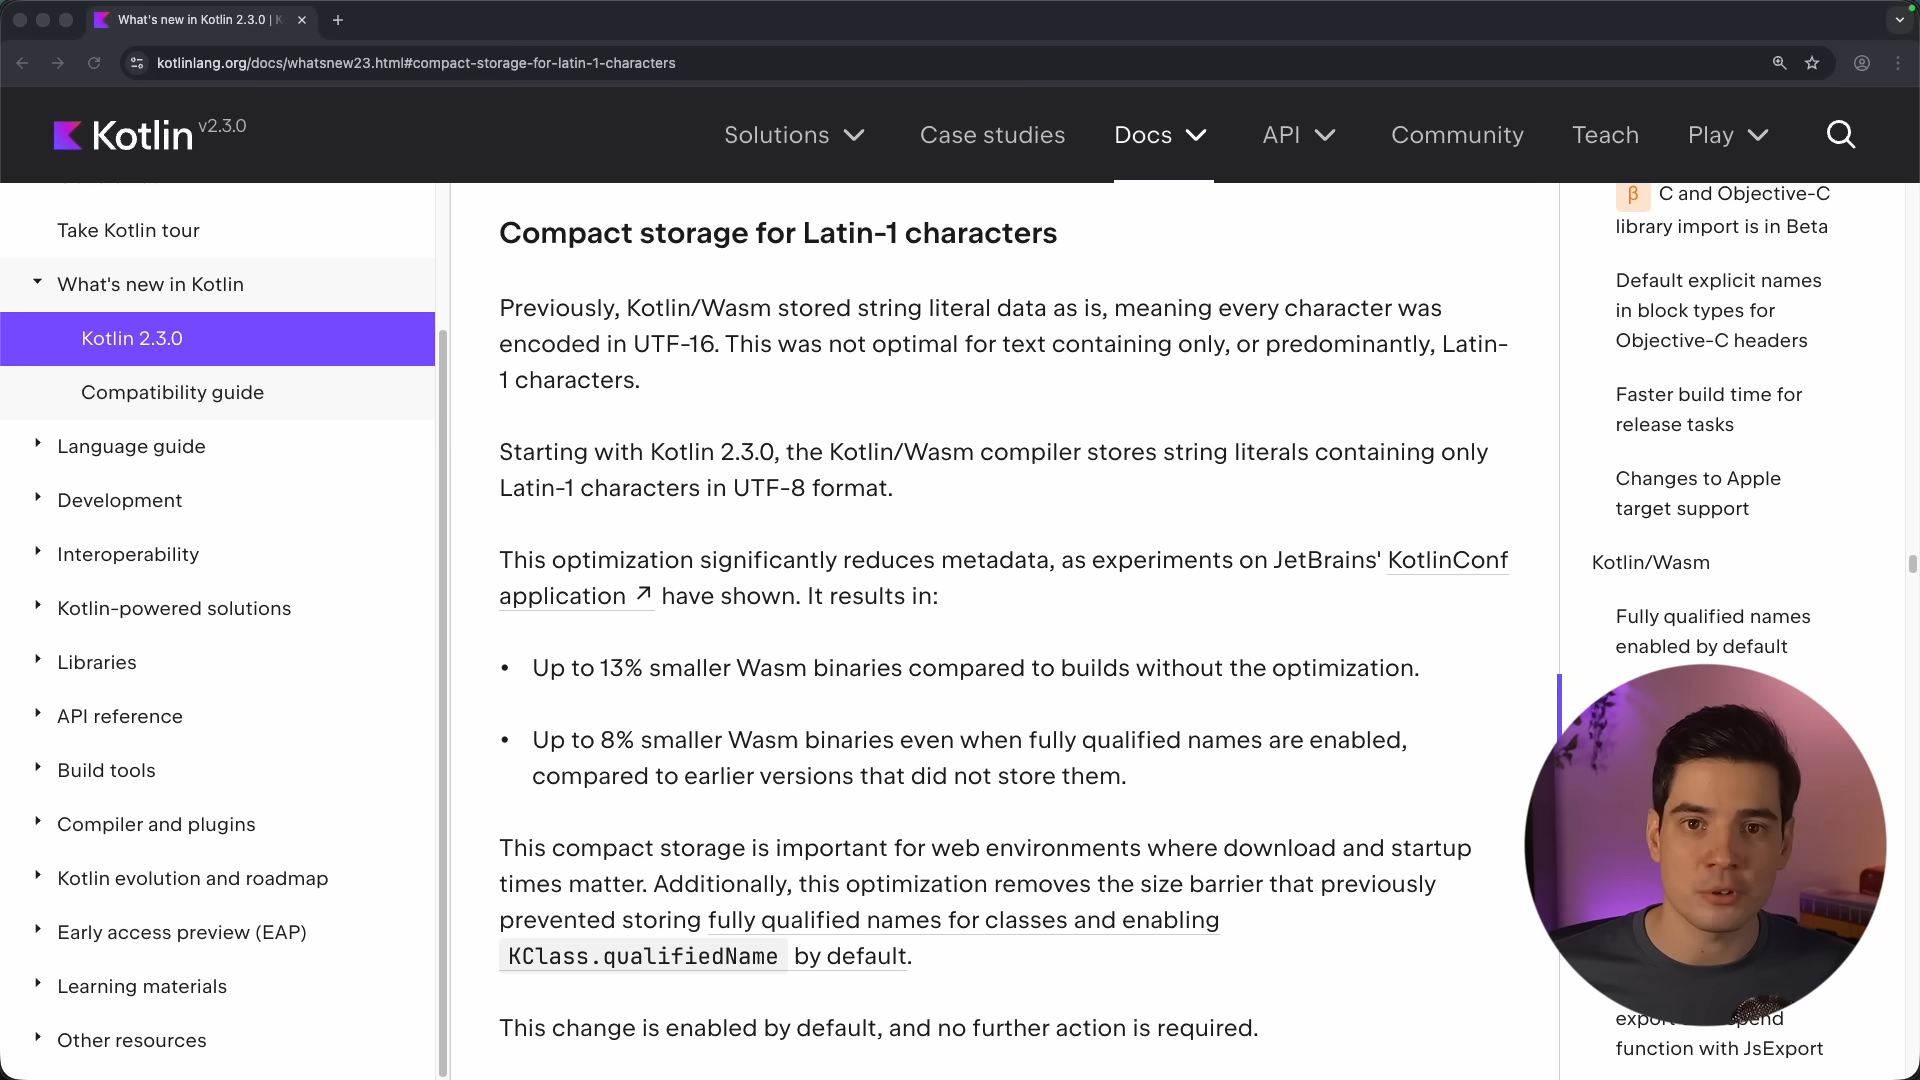 What's new in Kotlin 2.3.0 | K
kotlinlang.org/docs/whatsnew23.html#compact-storage-for-latin-1-characters
Kotlin v2.3.0
Solutions
Case studies
Docs
API
Community
Teach
Play
Take Kotlin tour
What's new in Kotlin
Kotlin 2.3.0
Compatibility guide
Language guide
Development
Interoperability
Kotlin-powered solutions
Libraries
API reference
Build tools
Compiler and plugins
Kotlin evolution and roadmap
Early access preview (EAP)
Learning materials
Other resources
Compact storage for Latin-1 characters
Previously, Kotlin/Wasm stored string literal data as is, meaning every character was
encoded in UTF-16. This was not optimal for text containing only, or predominantly, Latin-
1 characters.
Starting with Kotlin 2.3.0, the Kotlin/Wasm compiler stores string literals containing only
Latin-1 characters in UTF-8 format.
This optimization significantly reduces metadata, as experiments on JetBrains' KotlinConf
application ↗ have shown. It results in:
• Up to 13% smaller Wasm binaries compared to builds without the optimization.
• Up to 8% smaller Wasm binaries even when fully qualified names are enabled,
compared to earlier versions that did not store them.
This compact storage is important for web environments where download and startup
times matter. Additionally, this optimization removes the size barrier that previously
prevented storing fully qualified names for classes and enabling
KClass.qualifiedName by default.
This change is enabled by default, and no further action is required.
β C and Objective-C
library import is in Beta
Default explicit names
in block types for
Objective-C headers
Faster build time for
release tasks
Changes to Apple
target support
Kotlin/Wasm
Fully qualified names
enabled by default
function with JsExport